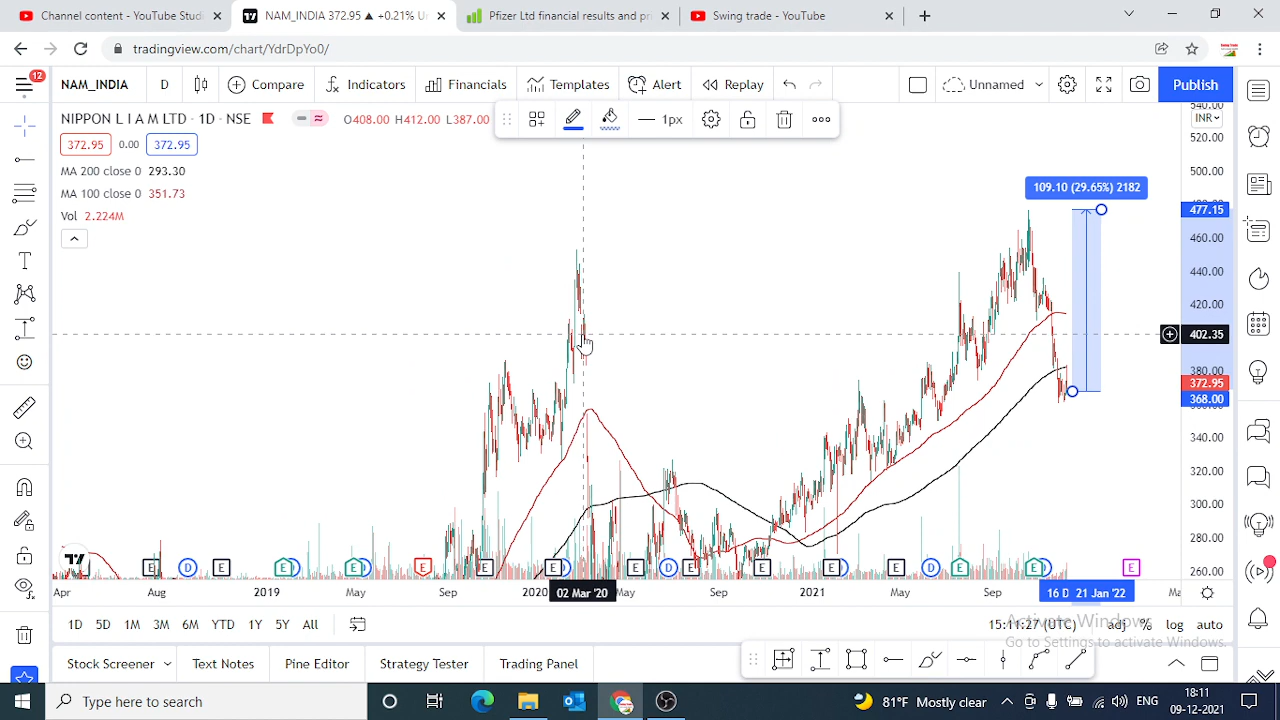 Channel content - YouTube Studi
NAM_INDIA 372.95 ▲ +0.21% U
Pfizer Ltd financial results and pr
Swing trade - YouTube
tradingview.com/chart/YdrDpYo0/
12
NAM_INDIA
D
Compare
Indicators
Financials
Templates
Alert
Replay
Unnamed
Publish
NIPPON L I A M LTD · 1D · NSE
O408.00 H412.00 L387.00
1px
372.95
0.00
372.95
MA 200 close 0 293.30
MA 100 close 0 351.73
Vol 2.224M
109.10 (29.65%) 2182
540.00
INR
520.00
500.00
477.15
460.00
440.00
420.00
402.35
380.00
372.95
368.00
340.00
320.00
300.00
280.00
260.00
E D E E D E D E E E D E E D E E E D E D E E D E
Apr
Aug
2019
May
Sep
2020
02 Mar '20
May
Sep
2021
May
Sep
16 D
21 Jan '22
Ma
1D 5D 1M 3M 6M YTD 1Y 5Y All
15:11:27 (UTC)
adj % log auto
Activate Windows
Go to Settings to activate Windows.
Stock Screener
Text Notes
Pine Editor
Strategy Tester
Trading Panel
Type here to search
81°F Mostly clear
ENG
18:11
09-12-2021